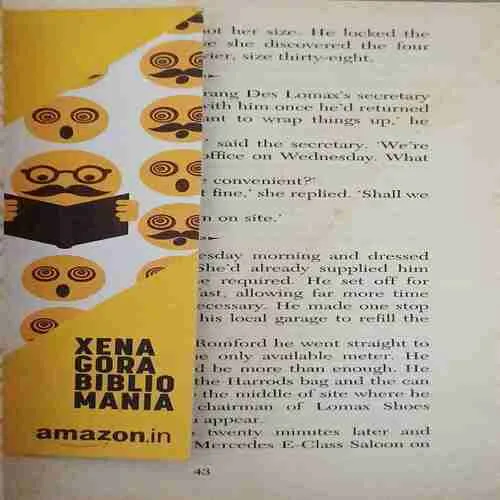 not her size. He locked the
e she discovered the four
rier, size thirty-eight.
rang Des Lomax's secretary
with him once he'd returned
ant to wrap things up,' he
' said the secretary. 'We're
office on Wednesday. What
e convenient?'
t fine,' she replied. 'Shall we
n on site.'
esday morning and dressed
She'd already supplied him
e required. He set off for
ast, allowing far more time
ecessary. He made one stop
his local garage to refill the
Romford he went straight to
e only available meter. He
d be more than enough. He
the Harrods bag and the can
the middle of site where he
chairman of Lomax Shoes
appear.
twenty minutes later and
Mercedes E-Class Saloon on
43
XENA
GORA
BIBLIO
MANIA
amazon.in